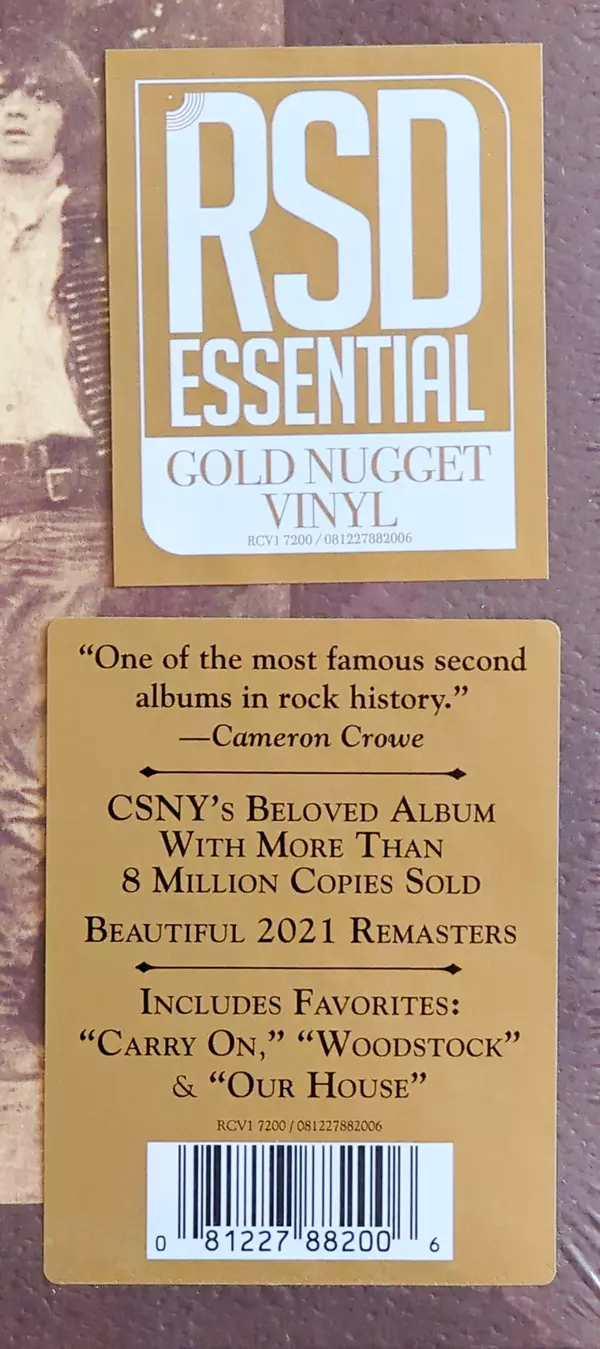 RSD
ESSENTIAL
GOLD NUGGET
VINYL
RCV1 7200 / 081227882006
“One of the most famous second
albums in rock history.”
—Cameron Crowe
CSNY’s Beloved Album
With More Than
8 Million Copies Sold
Beautiful 2021 Remasters
Includes Favorites:
“Carry On,” “Woodstock”
& “Our House”
RCV1 7200 / 081227882006
0 81227 88200 6